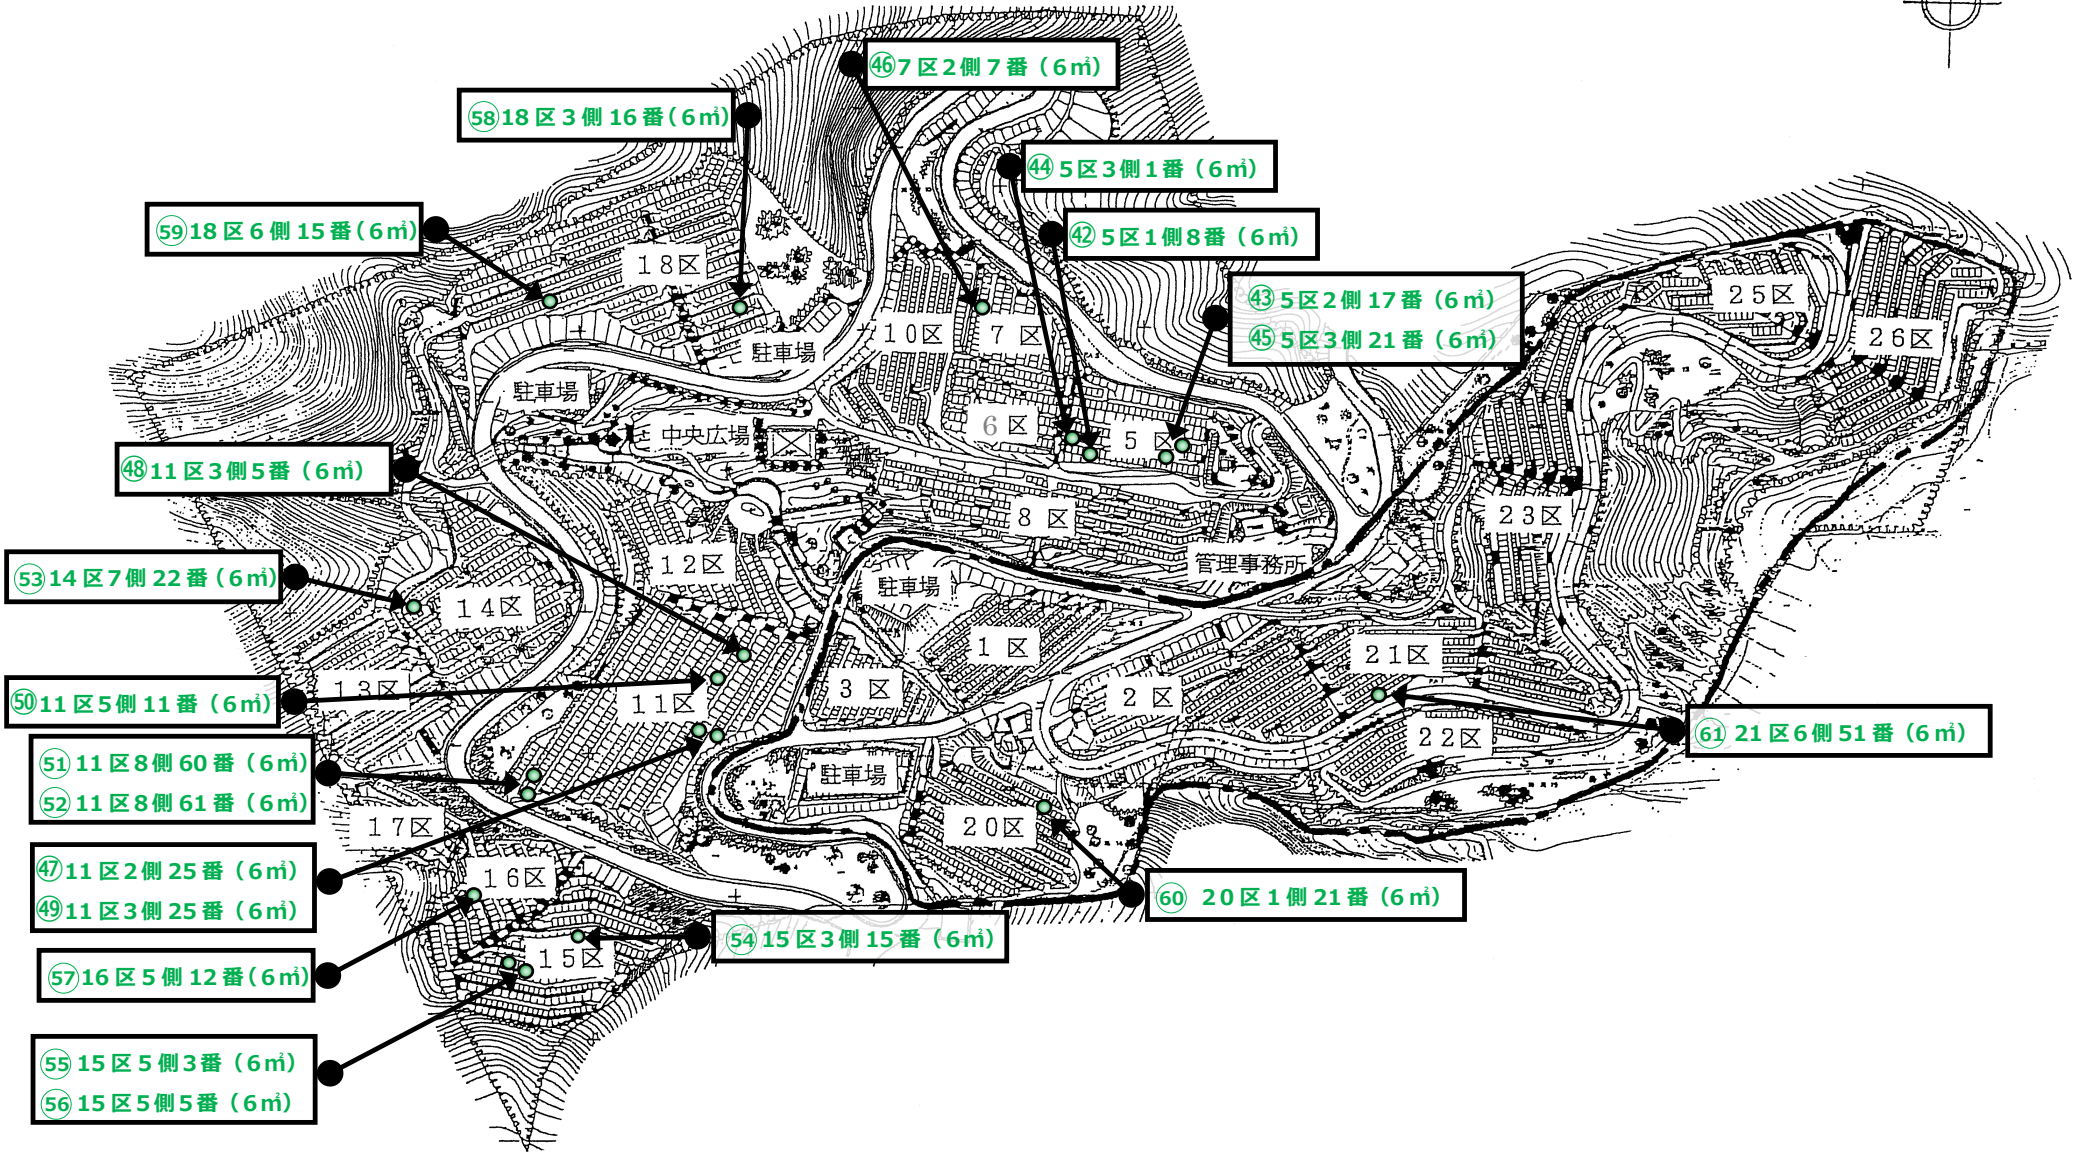 ㊻7区2側7番（6㎡）
58 18区3側16番（6㎡）
㊹5区3側1番（6㎡）
59 18区6側15番（6㎡）
㊷5区1側8番（6㎡）
㊸5区2側17番（6㎡）
㊺5区3側21番（6㎡）
18区
25区
10区
7区
26区
駐車場
駐車場
中央広場
6区
5区
㊽11区3側5番（6㎡）
8区
23区
12区
管理事務所
53 14区7側22番（6㎡）
駐車場
14区
1区
21区
13区
3区
2区
㊿11区5側11番（6㎡）
11区
61 21区6側51番（6㎡）
22区
51 11区8側60番（6㎡）
52 11区8側61番（6㎡）
駐車場
17区
20区
㊼11区2側25番（6㎡）
㊾11区3側25番（6㎡）
16区
60 20区1側21番（6㎡）
54 15区3側15番（6㎡）
15区
57 16区5側12番（6㎡）
55 15区5側3番（6㎡）
56 15区5側5番（6㎡）